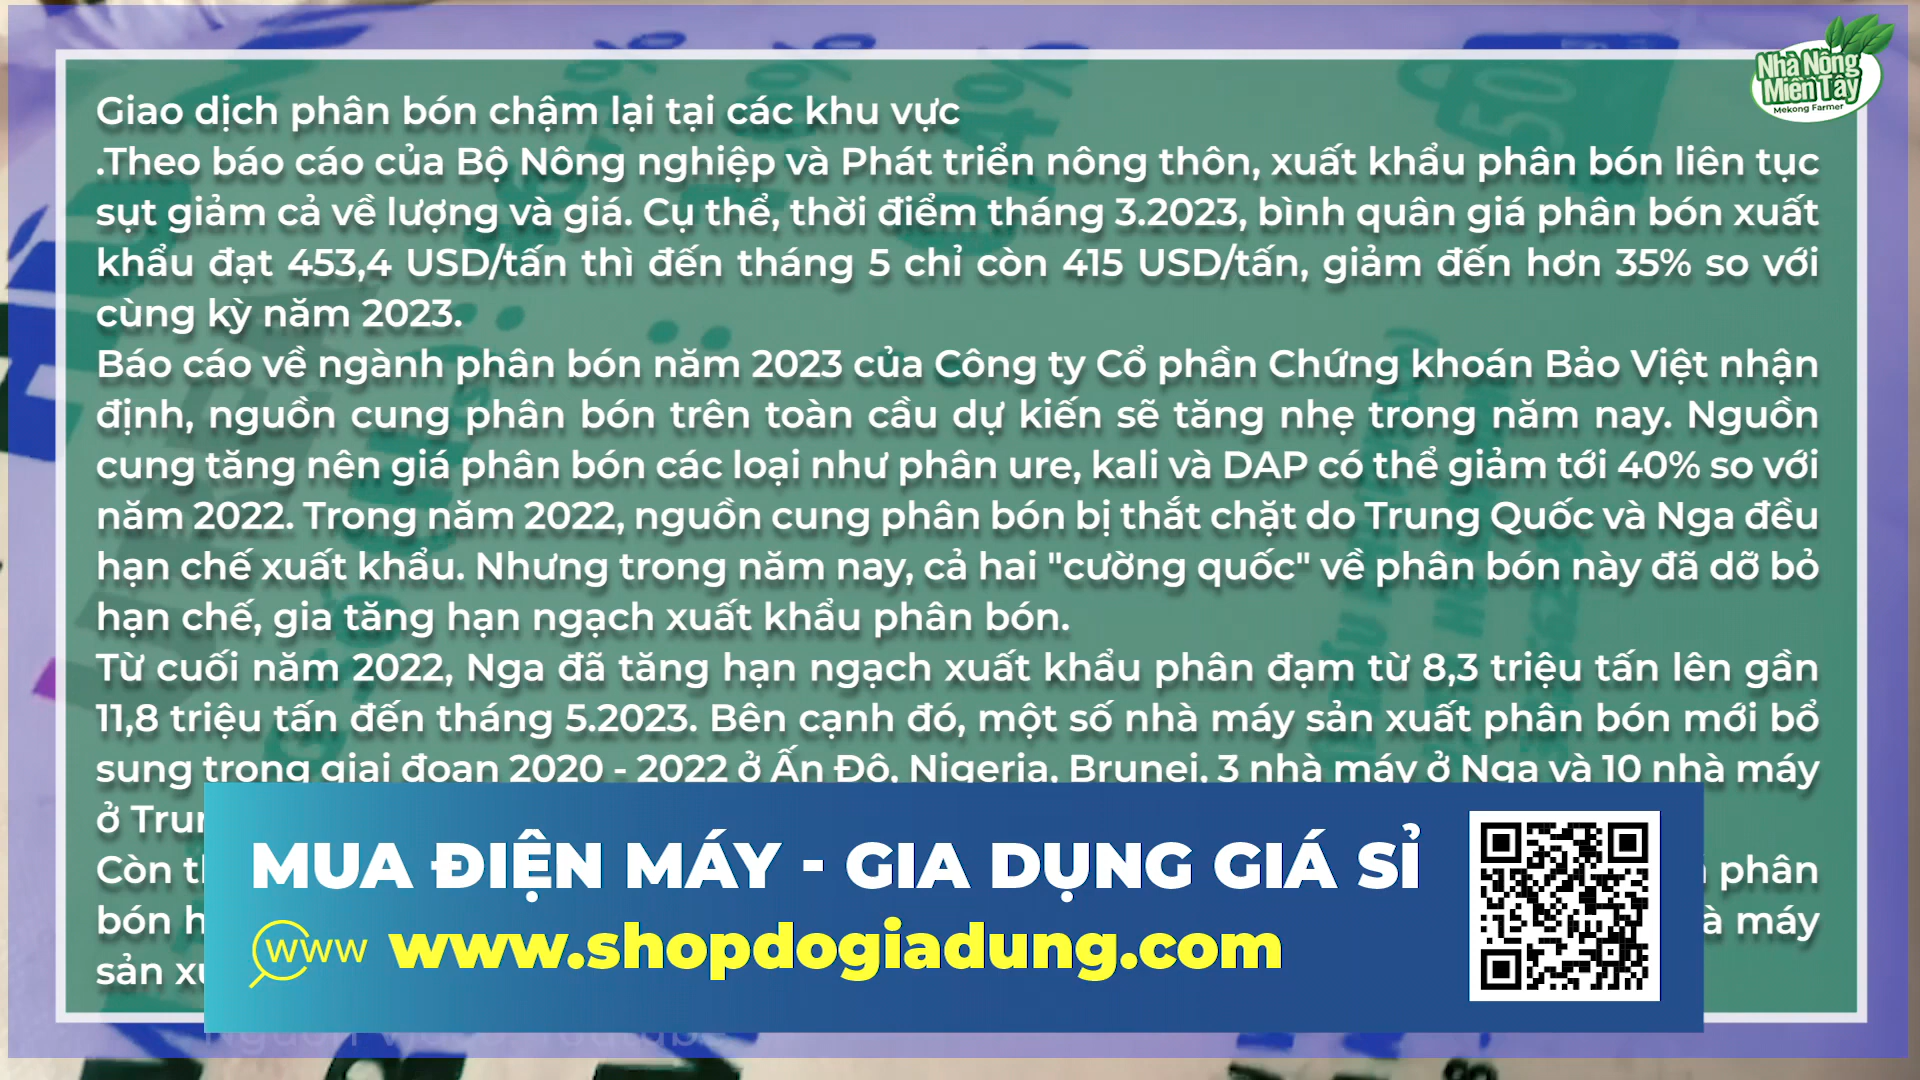 Nhà Nông
Miền Tây
Mekong Farmer
Giao dịch phân bón chậm lại tại các khu vực
.Theo báo cáo của Bộ Nông nghiệp và Phát triển nông thôn, xuất khẩu phân bón liên tục
sụt giảm cả về lượng và giá. Cụ thể, thời điểm tháng 3.2023, bình quân giá phân bón xuất
khẩu đạt 453,4 USD/tấn thì đến tháng 5 chỉ còn 415 USD/tấn, giảm đến hơn 35% so với
cùng kỳ năm 2023.
Báo cáo về ngành phân bón năm 2023 của Công ty Cổ phần Chứng khoán Bảo Việt nhận
định, nguồn cung phân bón trên toàn cầu dự kiến sẽ tăng nhẹ trong năm nay. Nguồn
cung tăng nên giá phân bón các loại như phân ure, kali và DAP có thể giảm tới 40% so với
năm 2022. Trong năm 2022, nguồn cung phân bón bị thắt chặt do Trung Quốc và Nga đều
hạn chế xuất khẩu. Nhưng trong năm nay, cả hai "cường quốc" về phân bón này đã dỡ bỏ
hạn chế, gia tăng hạn ngạch xuất khẩu phân bón.
Từ cuối năm 2022, Nga đã tăng hạn ngạch xuất khẩu phân đạm từ 8,3 triệu tấn lên gần
11,8 triệu tấn đến tháng 5.2023. Bên cạnh đó, một số nhà máy sản xuất phân bón mới bổ
sung trong giai đoạn 2020 - 2022 ở Ấn Độ, Nigeria, Brunei, 3 nhà máy ở Nga và 10 nhà máy
ở
Còn phân
bón máy
sản
MUA ĐIỆN MÁY - GIA DỤNG GIÁ SỈ
www www.shopdogiadung.com